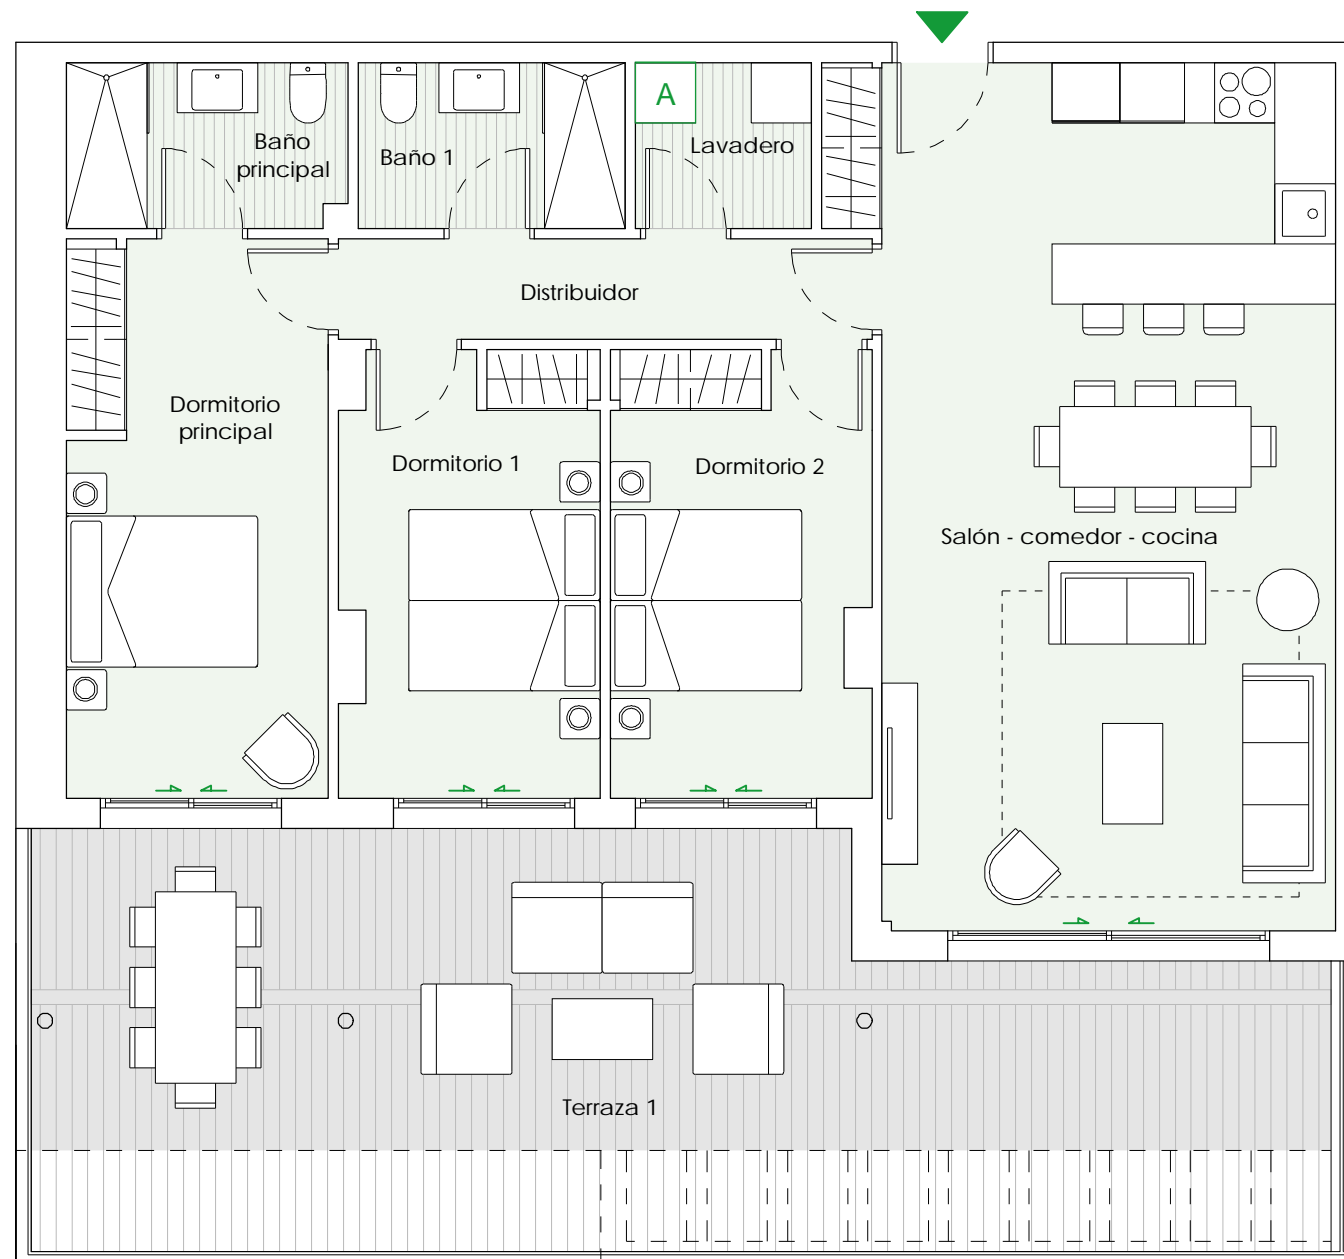 A
Baño
principal
Baño 1
Lavadero
Distribuidor
Dormitorio
principal
Dormitorio 1
Dormitorio 2
Salón - comedor - cocina
Terraza 1